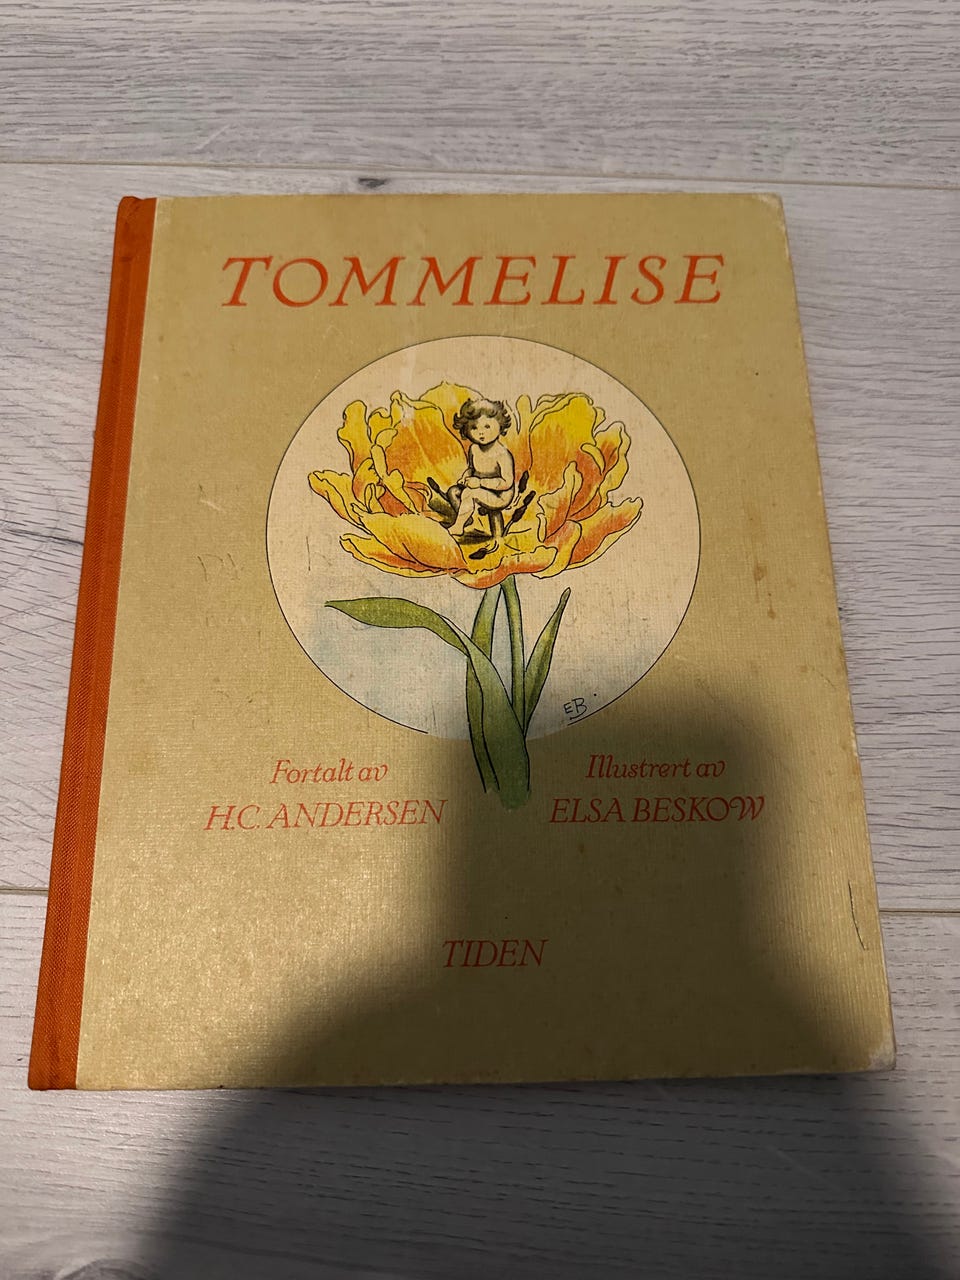 TOMMELISE
EB
Fortalt av
H.C. ANDERSEN
Illustrert av
ELSA BESKOW
TIDEN